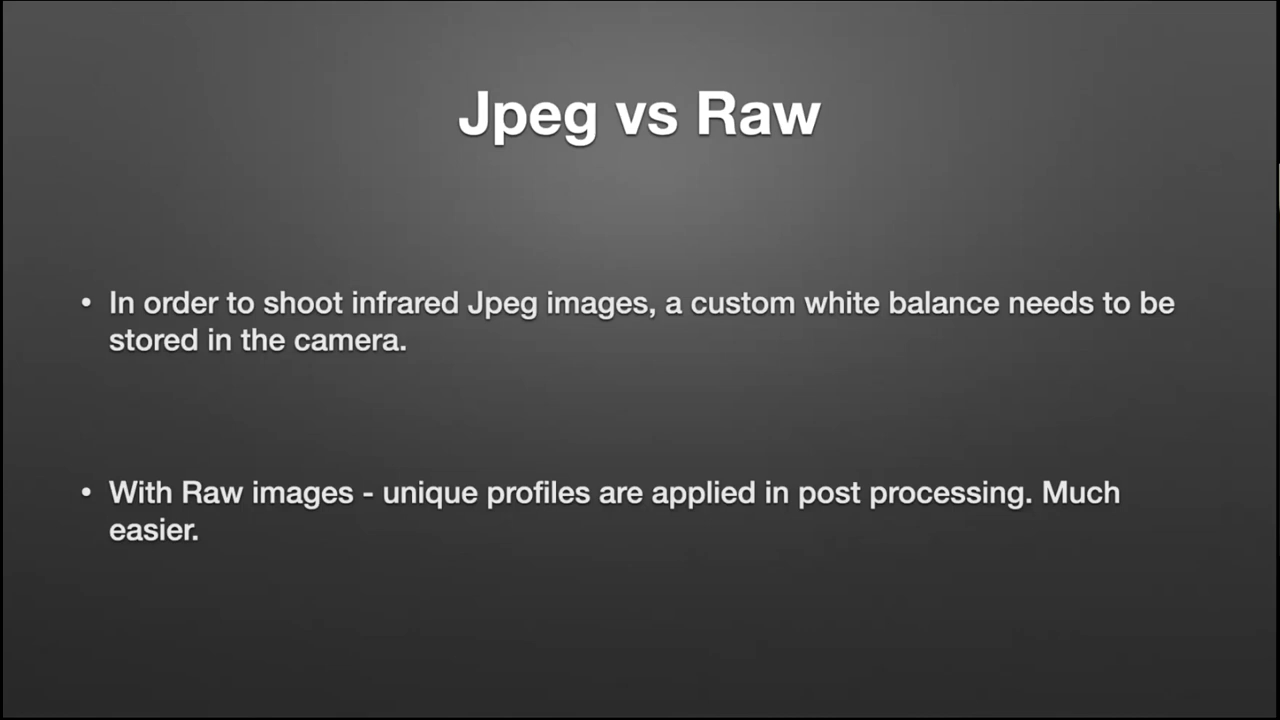 Jpeg vs Raw
• In order to shoot infrared Jpeg images, a custom white balance needs to be
stored in the camera.
• With Raw images - unique profiles are applied in post processing. Much
easier.